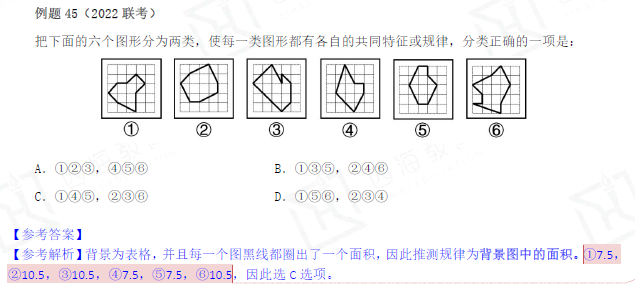 例题 45（2022 联考）
把下面的六个图形分为两类，使每一类图形都有各自的共同特征或规律，分类正确的一项是：
① ② ③ ④ ⑤ ⑥
A. ①②③，④⑤⑥ B. ①③⑤，②④⑥
C. ①④⑤，②③⑥ D. ①⑤⑥，②③④
【参考答案】
【参考解析】背景为表格，并且每一个图黑线都圈出了一个面积，因此推测规律为背景图中的面积。①7.5，
②10.5，③10.5，④7.5，⑤7.5，⑥10.5，因此选 C 选项。